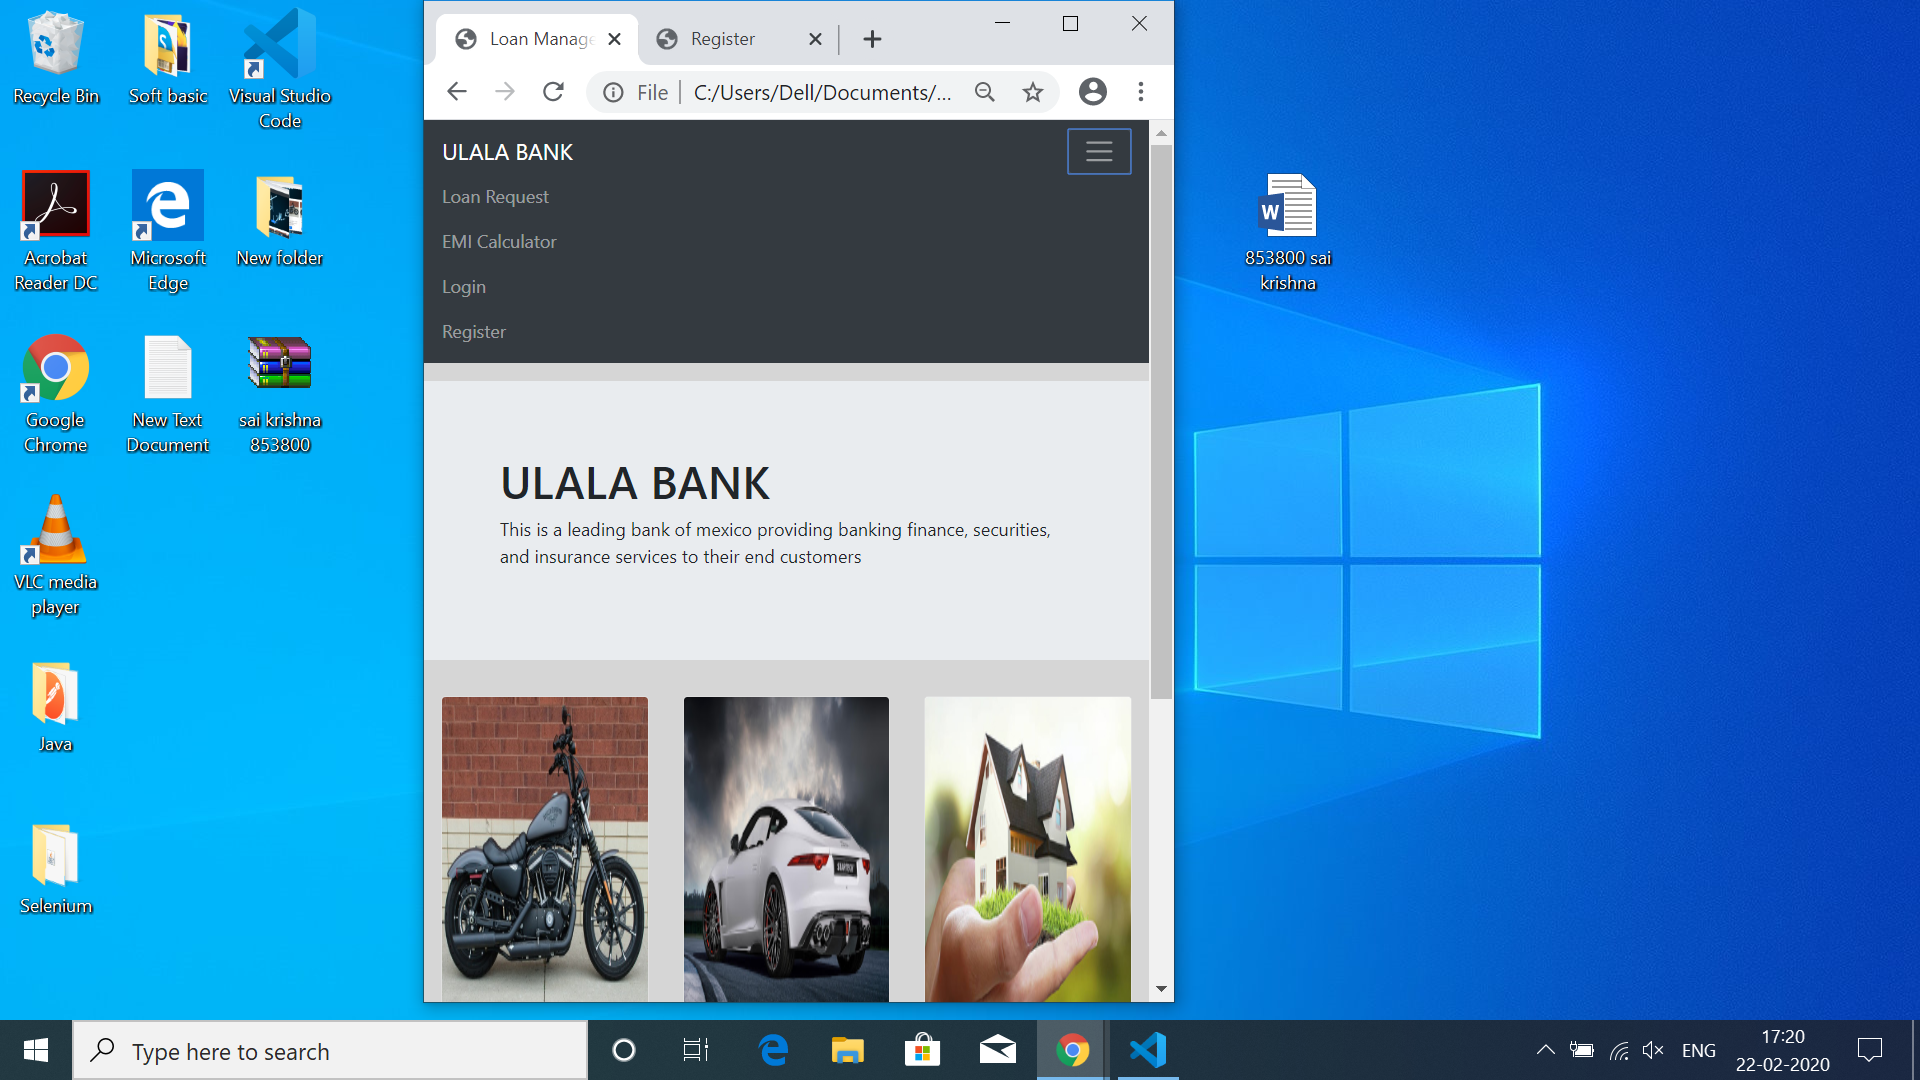 Recycle Bin
Soft basic
Visual Studio
Code
Acrobat
Reader DC
Microsoft
Edge
New folder
Google
Chrome
New Text
Document
sai krishna
853800
VLC media
player
Java
Selenium
Loan Manage
Register
File
C:/Users/Dell/Documents/...
ULALA BANK
Loan Request
EMI Calculator
Login
Register
ULALA BANK
This is a leading bank of mexico providing banking finance, securities,
and insurance services to their end customers
W
853800 sai
krishna
Type here to search
ENG
17:20
22-02-2020